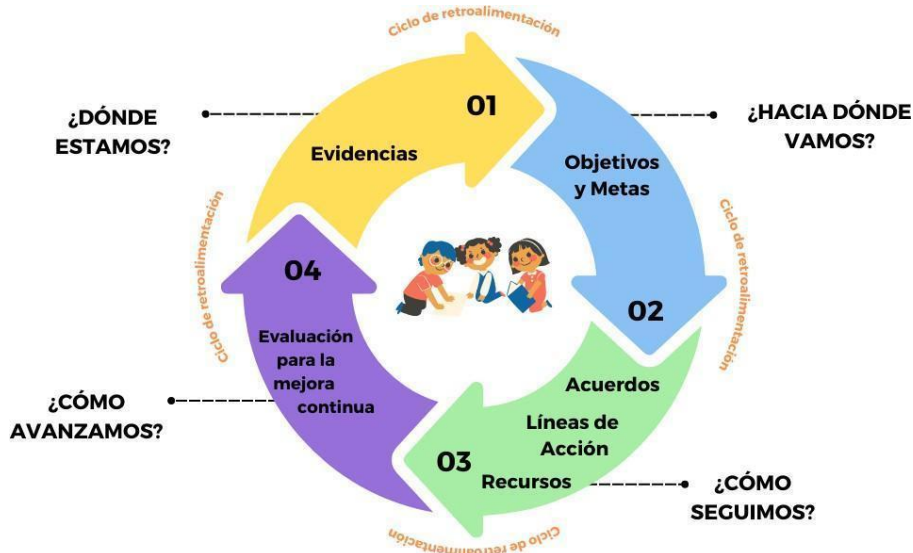 Ciclo de retroalimentación
¿DÓNDE
ESTAMOS?
01
Evidencias
¿HACIA DÓNDE
VAMOS?
Objetivos
y Metas
02
Ciclo de retroalimentación
Acuerdos
Líneas de
Acción
Recursos
03
¿CÓMO
SEGUIMOS?
Ciclo de retroalimentación
04
Evaluación
para la
mejora
continua
¿CÓMO
AVANZAMOS?
Ciclo de retroalimentación